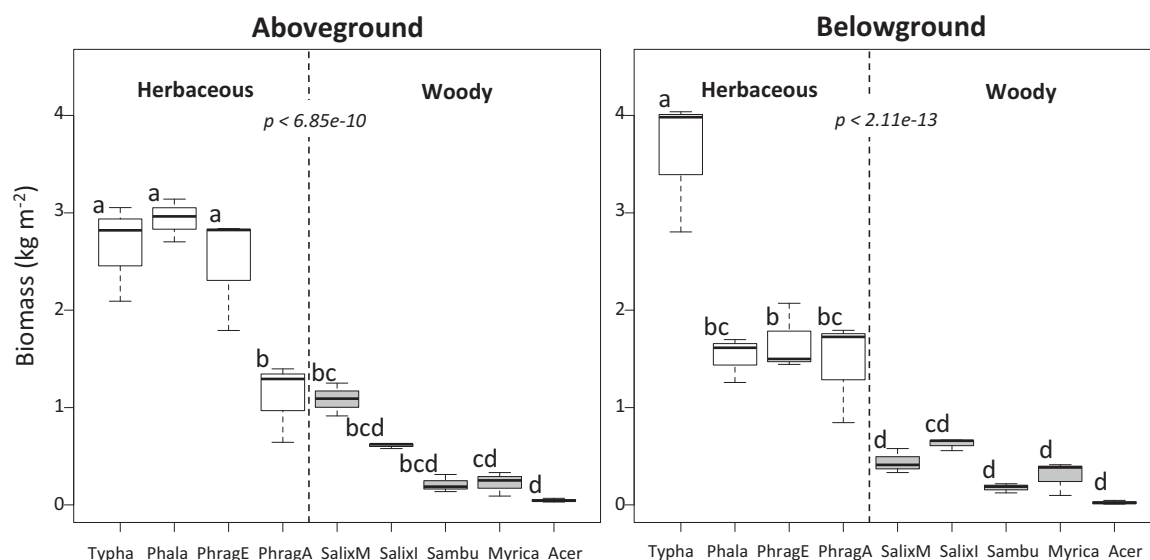 Aboveground
Herbaceous
Woody
p < 6.85e-10
Biomass (kg m-2)
4
3
2
1
0
a
a
a
b
bc
bcd
bcd
cd
d
Typha Phala PhragE PhragA SalixM SalixI Sambu Myrica Acer
Belowground
Herbaceous
Woody
p < 2.11e-13
4
3
2
1
0
a
bc
b
bc
d
cd
d
d
d
Typha Phala PhragE PhragA SalixM SalixI Sambu Myrica Acer